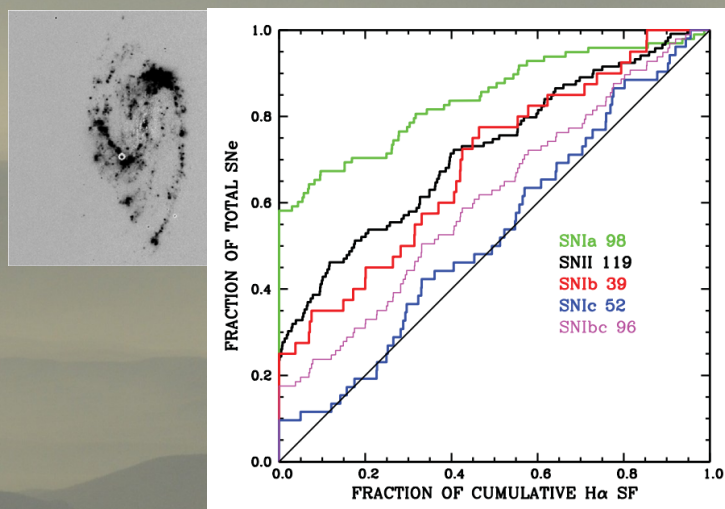 1.0
0.8
0.6
0.4
0.2
0.0
FRACTION OF TOTAL SNe
SNIa 98
SNII 119
SNIb 39
SNIc 52
SNIbc 96
0.0 0.2 0.4 0.6 0.8 1.0
FRACTION OF CUMULATIVE Hα SF